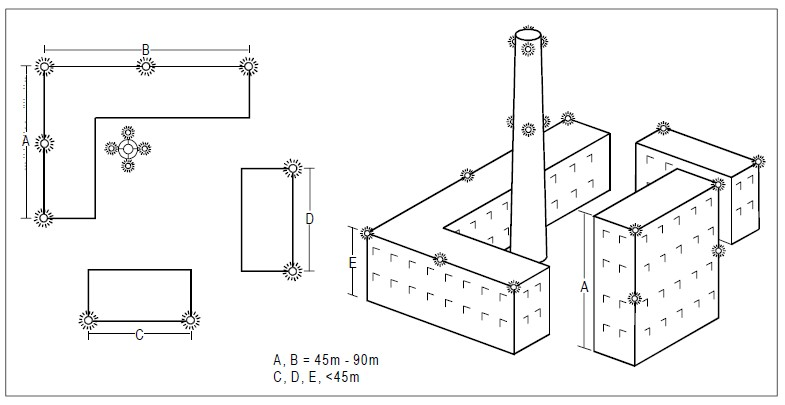 B
A
D
C
E
A
A, B = 45m - 90m
C, D, E, <45m